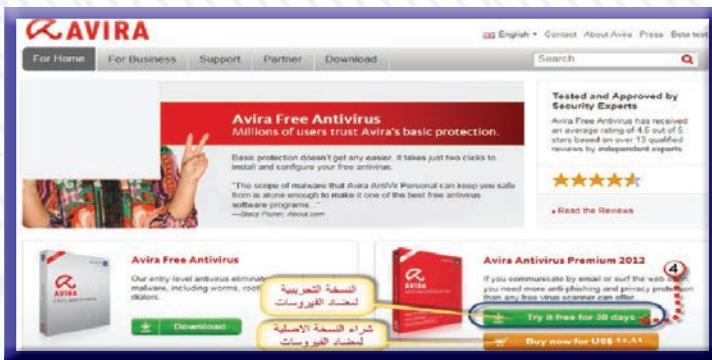 AVIRA
English Contact About Avira Press Beta test
For Home For Business Support Partner Download
Search
Avira Free Antivirus
Millions of users trust Avira's basic protection.
Basic protection doesn't get any easier. It takes just two clicks to
install and configure your free antivirus.
"The scope of malware that Avira AntiVir Personal can keep you safe
from is alone enough to make it one of the best free antivirus
software programs..."
—Stacy Fisher, About.com
Tested and Approved by
Security Experts
Avira Free Antivirus has received
an average rating of 4.5 out of 5
stars based on over 13 qualified
reviews by independent experts.
Read the Reviews
Avira Free Antivirus
Our entry-level antivirus
malware, including worms,
dialers.
Download
AVIRA
AVIRA
Avira Antivirus Premium 2012
If you communicate by email or surf the web
you need more anti-phishing and privacy protection
than any free virus scanner can offer.
4
Try it free for 30 days
Buy now for US$
النسخة التجريبية
لمضاد الفيروسات
شراء النسخة الاصلية
لمضاد الفيروسات